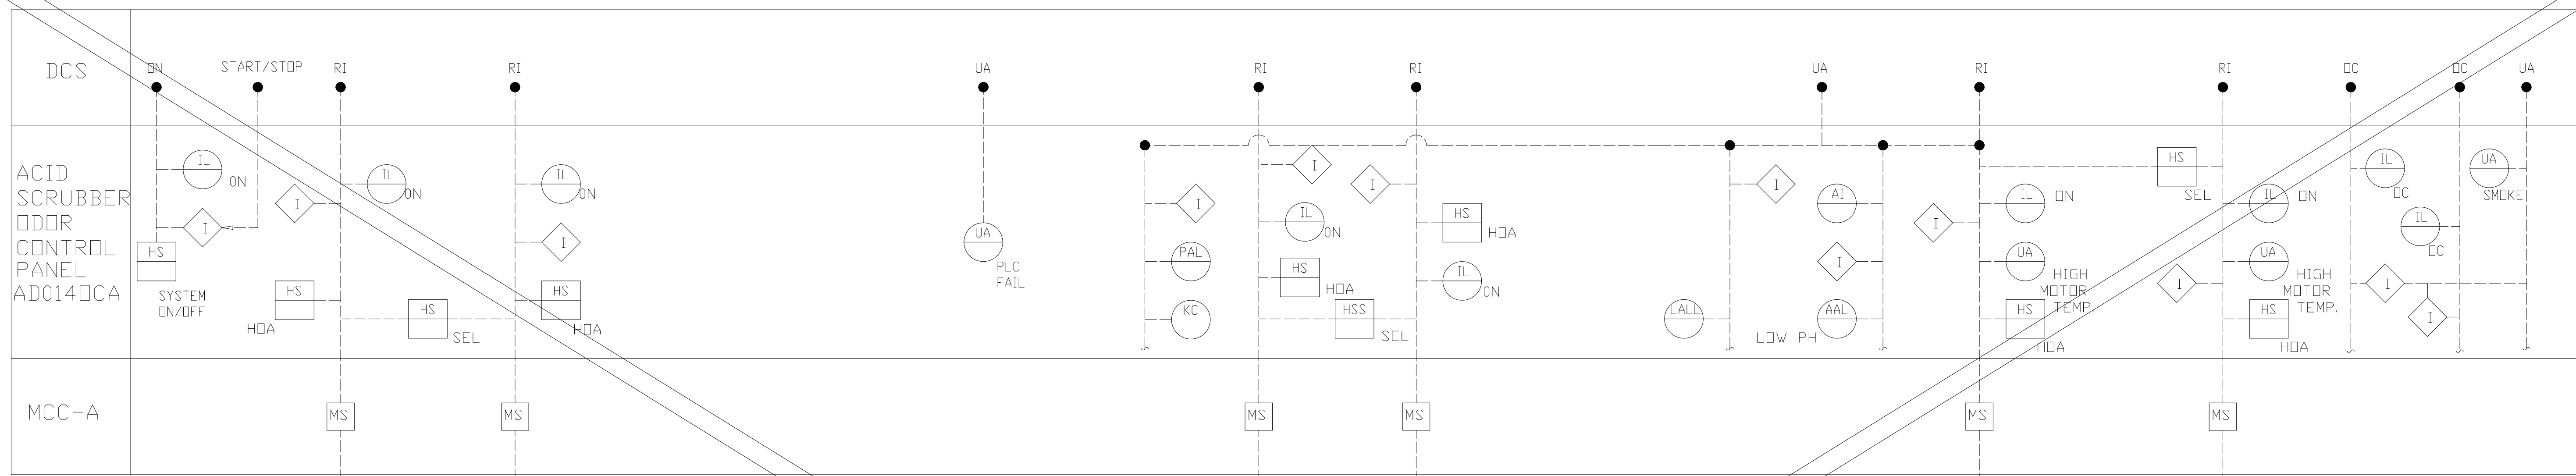 DCS
ON
START/STOP
RI
RI
UA
RI
RI
UA
RI
RI
OC
OC
UA
ACID
SCRUBBER
ODOR
CONTROL
PANEL
AD0140CA
IL
ON
I
HS
SYSTEM
ON/OFF
IL
ON
I
HS
HOA
HS
SEL
IL
ON
I
HS
HOA
UA
PLC
FAIL
I
PAL
KC
I
IL
ON
HS
HOA
HSS
SEL
I
HS
HOA
IL
ON
I
LALL
AI
I
AAL
LOW PH
HS
SEL
I
IL
ON
UA
HIGH
MOTOR
TEMP.
HS
HOA
IL
ON
UA
HIGH
MOTOR
TEMP.
I
HS
HOA
IL
OC
IL
OC
UA
SMOKE
I
I
MCC-A
MS
MS
MS
MS
MS
MS